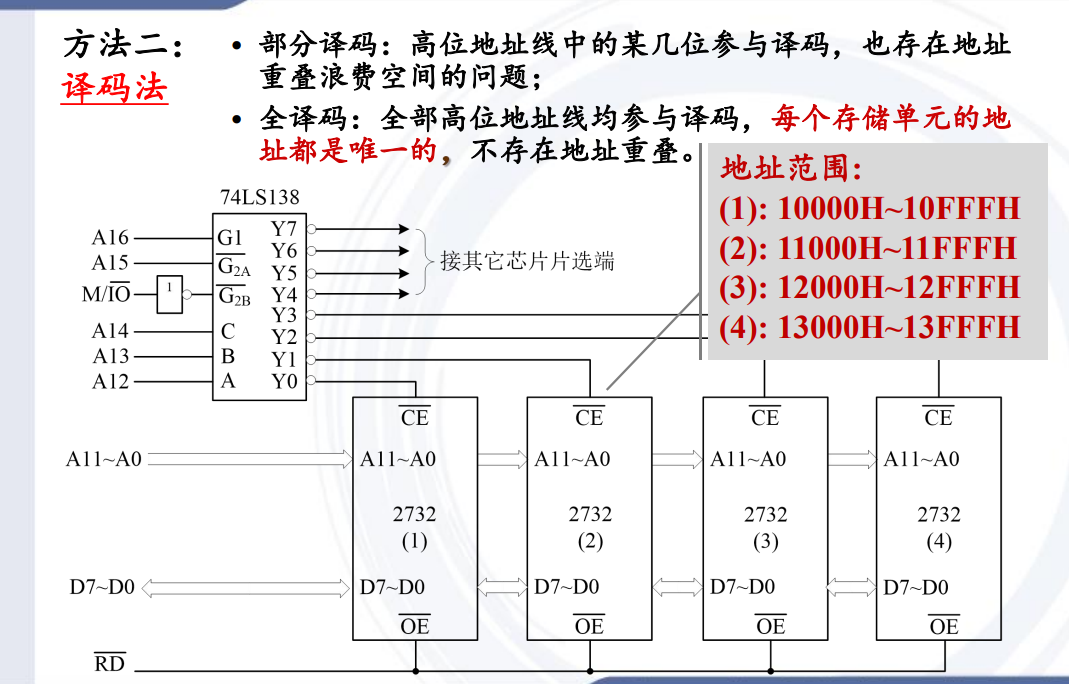 方法二：
译码法
• 部分译码：高位地址线中的某几位参与译码，也存在地址
重叠浪费空间的问题；
• 全译码：全部高位地址线均参与译码，每个存储单元的地
址都是唯一的，不存在地址重叠。
地址范围：
(1): 10000H~10FFFH
(2): 11000H~11FFFH
(3): 12000H~12FFFH
(4): 13000H~13FFFH
74LS138
A16 G1 Y7
Y6
A15 G2A Y5
M/IO 1 G2B Y4
接其它芯片片选端
Y3
A14 C Y2
A13 B Y1
A12 A Y0
CE CE CE CE
A11~A0 A11~A0 A11~A0 A11~A0 A11~A0
2732 2732 2732 2732
(1) (2) (3) (4)
D7~D0 D7~D0 D7~D0 D7~D0 D7~D0
OE OE OE OE
RD